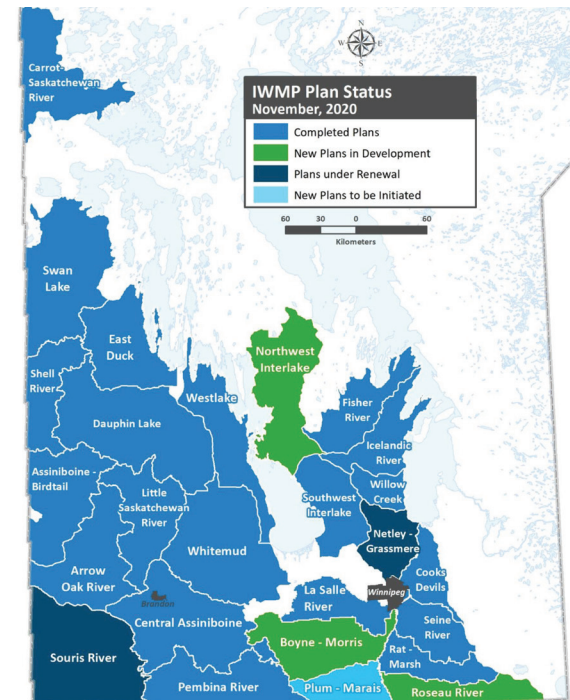 N
W
E
S
Carrot-
Saskatchewan
River
IWMP Plan Status
November, 2020
Completed Plans
New Plans in Development
Plans under Renewal
New Plans to be Initiated
60 30 0 60
Kilometers
Swan
Lake
East
Duck
Northwest
Interlake
Shell
River
Westlake
Fisher
River
Dauphin Lake
Icelandic
River
Assiniboine -
Birdtail
Willow
Creek
Little
Saskatchewan
River
Southwest
Interlake
Netley -
Grassmere
Whitemud
Arrow
Oak River
Cooks
Devils
La Salle
River
Winnipeg
Brandon
Central Assiniboine
Seine
River
Boyne - Morris
Rat -
Marsh
Souris River
Pembina River
Plum - Marais
Roseau River